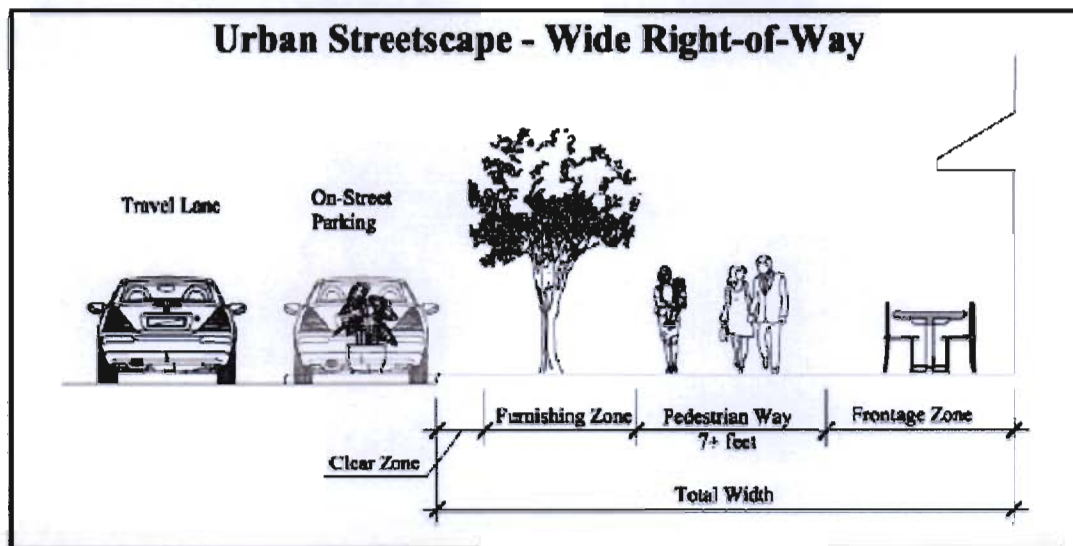 Urban Streetscape - Wide Right-of-Way
Travel Lane
On-Street
Parking
Furnishing Zone
Pedestrian Way
7+ feet
Frontage Zone
Clear Zone
Total Width